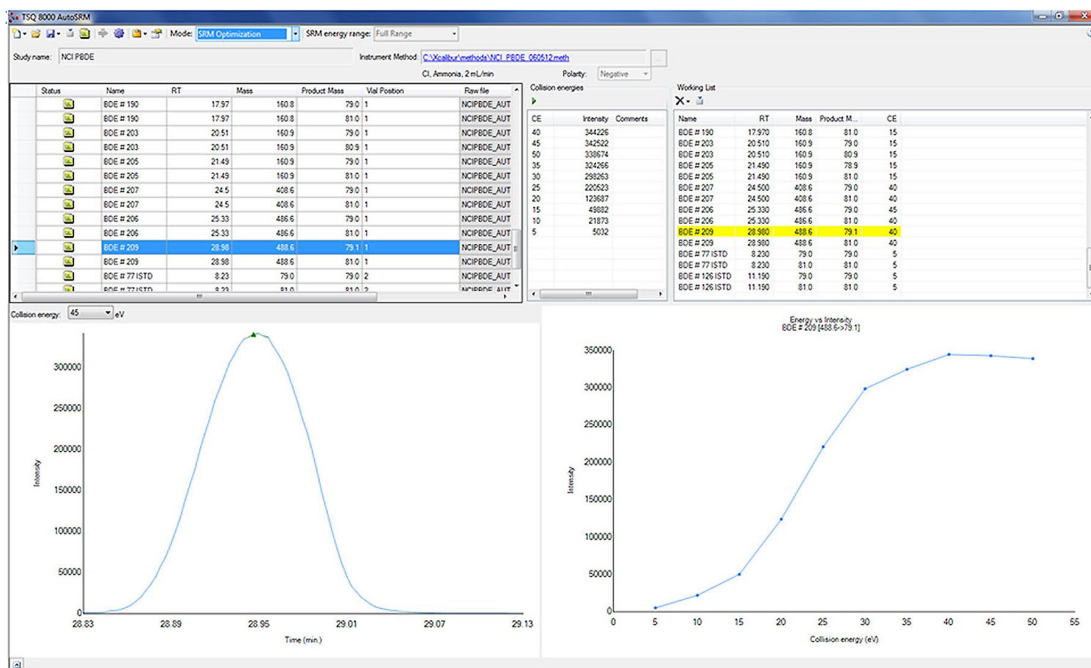 TSQ 8000 AutoSRM
Mode: SRM Optimization SRM energy range: Full Range
Study name: NCI PBDE Instrument Method: C:\Xcalibur\methods\NCI_PBDE_060512.meth ...
CI, Ammonia, 2 mL/min Polarity: Negative
Status Name RT Mass Product Mass Vial Position Raw file
BDE # 190 17.97 160.8 79.0 1 NCIPBDE_AUT
BDE # 190 17.97 160.8 81.0 1 NCIPBDE_AUT
BDE # 203 20.51 160.9 79.0 1 NCIPBDE_AUT
BDE # 203 20.51 160.9 80.9 1 NCIPBDE_AUT
BDE # 205 21.49 160.9 79.0 1 NCIPBDE_AUT
BDE # 205 21.49 160.9 81.0 1 NCIPBDE_AUT
BDE # 207 24.5 408.6 79.0 1 NCIPBDE_AUT
BDE # 207 24.5 408.6 81.0 1 NCIPBDE_AUT
BDE # 206 25.33 486.6 79.0 1 NCIPBDE_AUT
BDE # 206 25.33 486.6 81.0 1 NCIPBDE_AUT
BDE # 209 28.98 488.6 79.1 1 NCIPBDE_AUT
BDE # 209 28.98 488.6 81.0 1 NCIPBDE_AUT
BDE # 77 ISTD 8.23 79.0 79.0 2 NCIPBDE_AUT
BDE # 77 ISTD 8.23 81.0 81.0 2 NCIPBDE_AUT
Collision energies
CE Intensity Comments
40 344226
45 342522
50 338674
35 324266
30 298263
25 220523
20 123687
15 49882
10 21873
5 5032
Working List
Name RT Mass Product M... CE
BDE # 190 17.970 160.8 81.0 15
BDE # 203 20.510 160.9 79.0 15
BDE # 203 20.510 160.9 80.9 15
BDE # 205 21.490 160.9 78.9 15
BDE # 205 21.490 160.9 81.0 15
BDE # 207 24.500 408.6 79.0 40
BDE # 207 24.500 408.6 81.0 40
BDE # 206 25.330 486.6 79.0 45
BDE # 206 25.330 486.6 81.0 40
BDE # 209 28.980 488.6 79.1 40
BDE # 209 28.980 488.6 81.0 40
BDE # 77 ISTD 8.230 79.0 79.0 5
BDE # 77 ISTD 8.230 81.0 81.0 5
BDE # 126 ISTD 11.190 79.0 79.0 5
BDE # 126 ISTD 11.190 81.0 81.0 5
Collision energy: 45 eV
300000
250000
200000
150000
100000
50000
0
Intensity
28.83 28.89 28.95 29.01 29.07 29.13
Time (min.)
Energy vs Intensity
BDE # 209 [488.6->79.1]
350000
300000
250000
200000
150000
100000
50000
0
Intensity
0 5 10 15 20 25 30 35 40 45 50 55
Collision energy (eV)